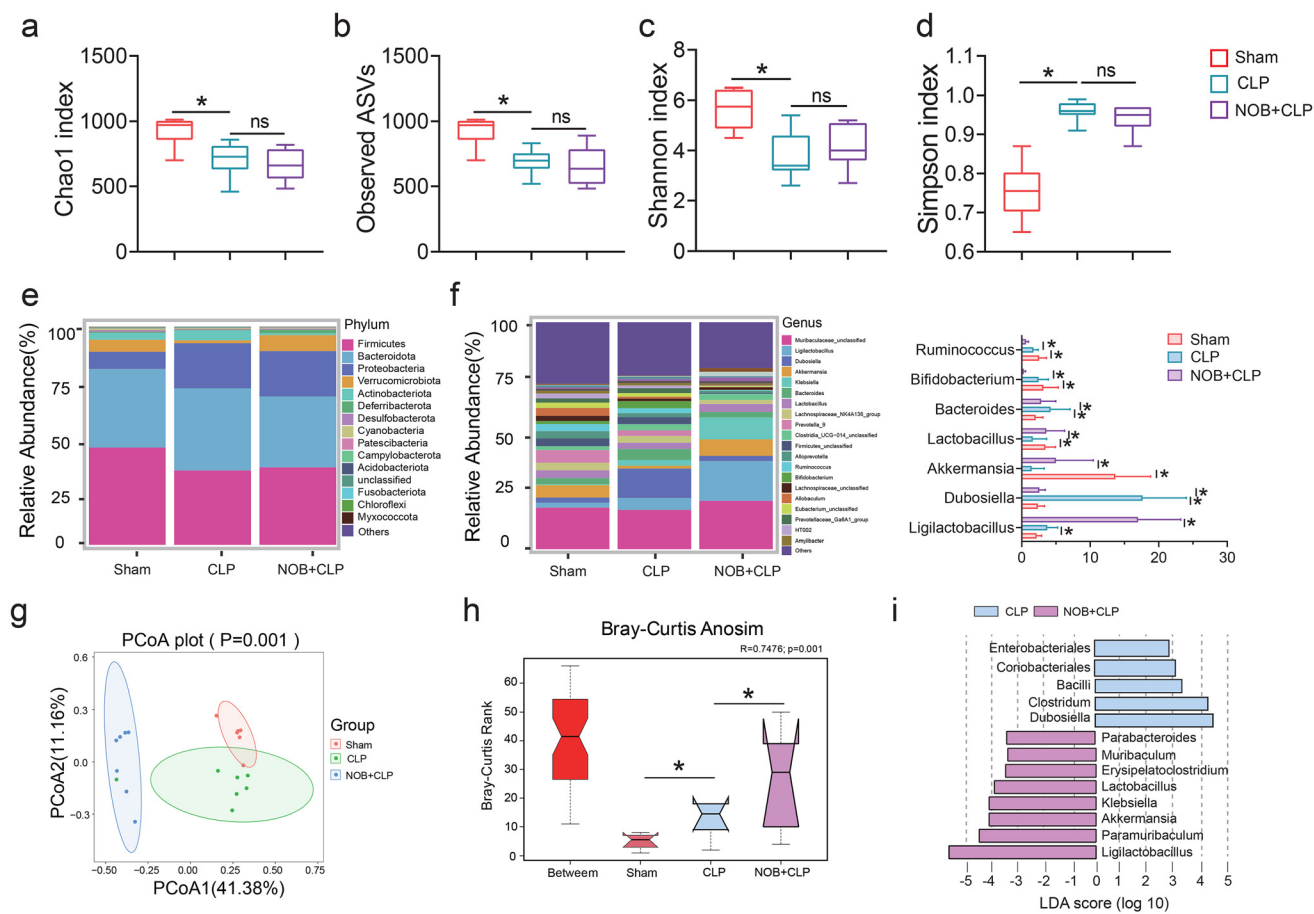 a
1500
1000
500
0
Chao1 index
*
ns
b
1500
1000
500
0
Observed ASVs
*
ns
c
8
6
4
2
0
Shannon index
*
ns
d
1.1
1.0
0.9
0.8
0.7
0.6
Simpson index
*
ns
Sham
CLP
NOB+CLP
e
Relative Abundance(%)
100
75
50
25
0
Sham
CLP
NOB+CLP
Phylum
Firmicutes
Bacteroidota
Proteobacteria
Verrucomicrobiota
Actinobacteriota
Deferribacterota
Desulfobacterota
Cyanobacteria
Patescibacteria
Campylobacterota
Acidobacteriota
unclassified
Fusobacteriota
Chloroflexi
Myxococcota
Others
f
Relative Abundance(%)
100
75
50
25
0
Sham
CLP
NOB+CLP
Genus
Muribaculaceae_unclassified
Ligilactobacillus
Dubosiella
Akkermansia
Klebsiella
Bacteroides
Lactobacillus
Lachnospiraceae_NK4A136_group
Prevotella_9
Clostridia_UCG-014_unclassified
Firmicutes_unclassified
Alloprevotella
Ruminococcus
Bifidobacterium
Lachnospiraceae_unclassified
Allobaculum
Eubacterium_unclassified
Prevotellaceae_Ga6A1_group
HT002
Amylibacter
Others
Ruminococcus
Bifidobacterium
Bacteroides
Lactobacillus
Akkermansia
Dubosiella
Ligilactobacillus
* *
* *
* *
* *
* *
* *
* *
0
10
20
30
Sham
CLP
NOB+CLP
g
PCoA plot ( P=0.001 )
0.6
0.3
0.0
−0.3
PCoA2(11.16%)
−0.50
−0.25
0.00
0.25
0.50
0.75
PCoA1(41.38%)
Group
Sham
CLP
NOB+CLP
h
Bray-Curtis Anosim
R=0.7476; p=0.001
60
50
40
30
20
10
0
Bray-Curtis Rank
*
*
Betweem
Sham
CLP
NOB+CLP
i
CLP
NOB+CLP
Enterobacteriales
Coriobacteriales
Bacilli
Clostridum
Dubosiella
Parabacteroides
Muribaculum
Erysipelatoclostridium
Lactobacillus
Klebsiella
Akkermansia
Paramuribaculum
Ligilactobacillus
-5
-4
-3
-2
-1
0
1
2
3
4
5
LDA score (log 10)